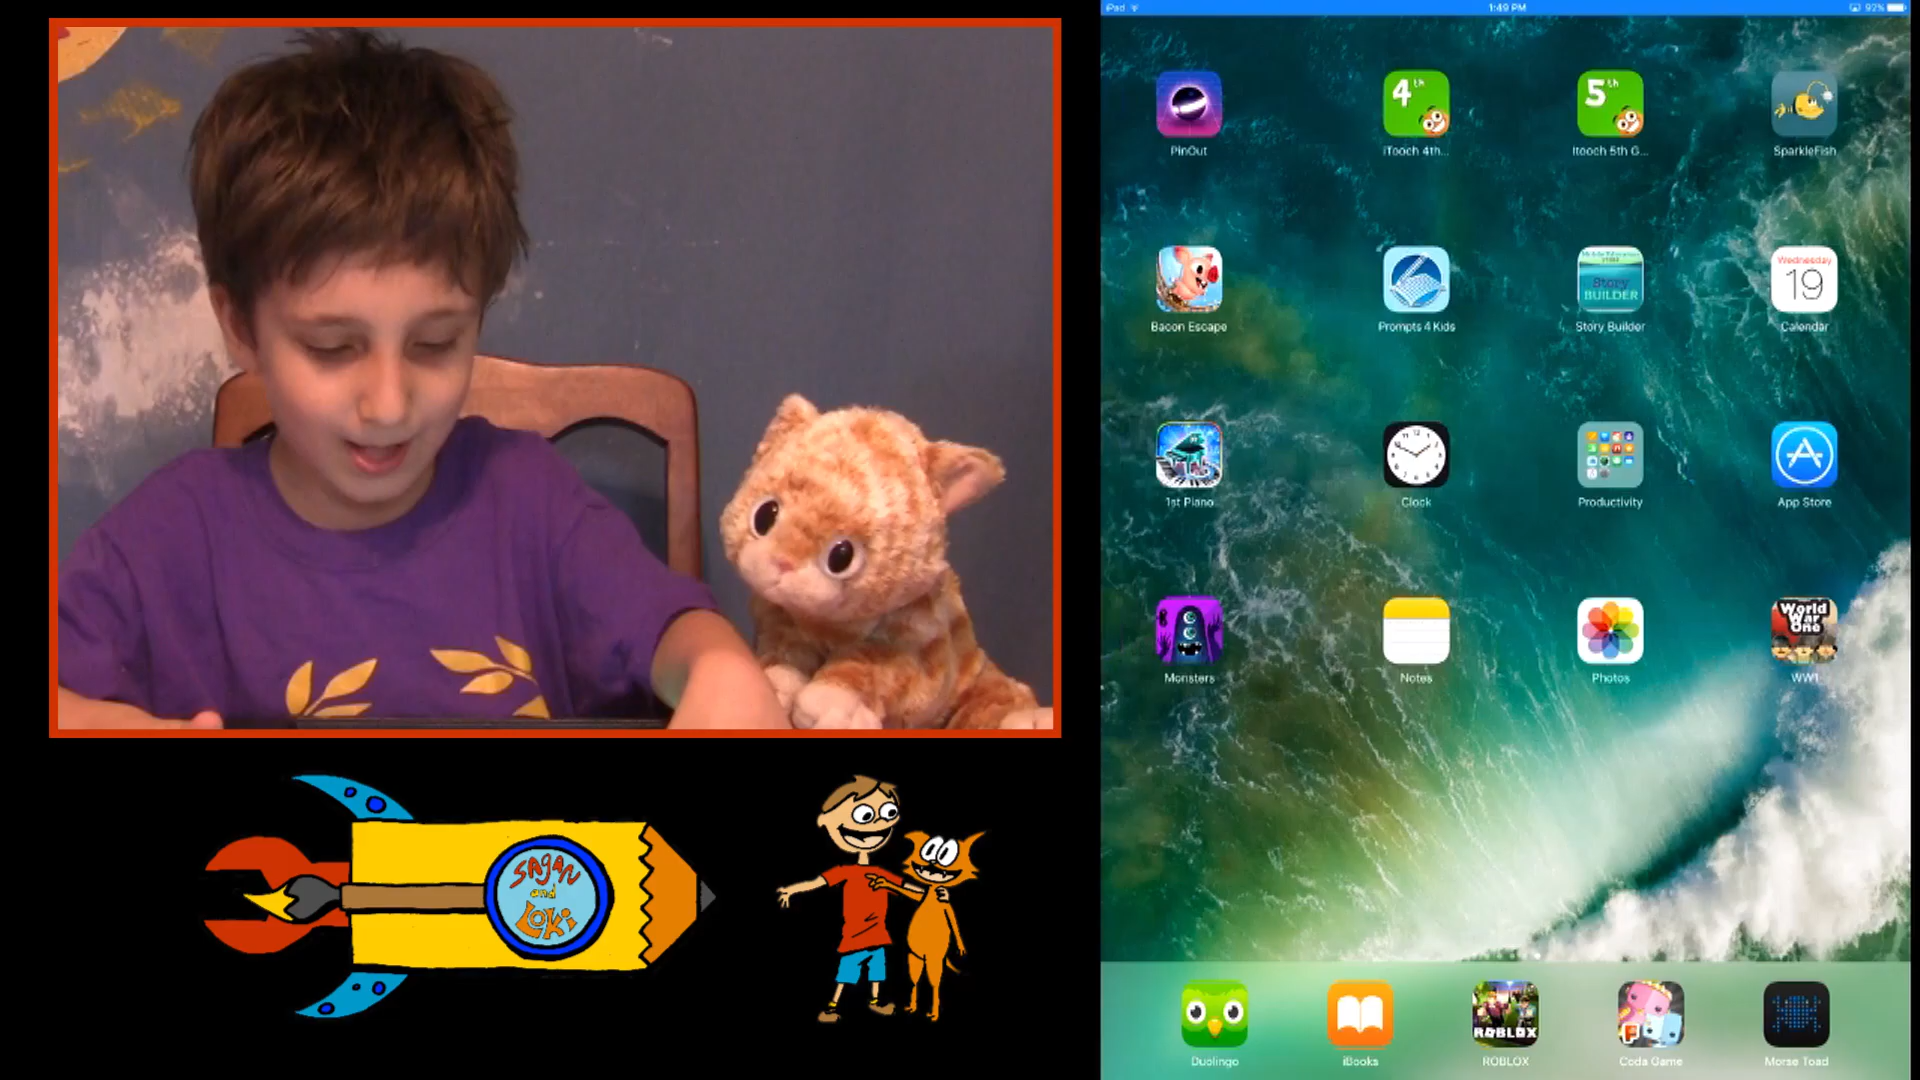 iPad
1:49 PM
92%
4th
5th
PinOut
iTooch 4th...
Itooch 5th G...
SparkleFish
Story
BUILDER
Wednesday
19
Bacon Escape
Prompts 4 Kids
Story Builder
Calendar
1st Piano
Clock
Productivity
App Store
World
War
One
Monsters
Notes
Photos
WW1
sagan
and
Loki
ROBLOX
F
Duolingo
iBooks
ROBLOX
Coda Game
Morse Toad